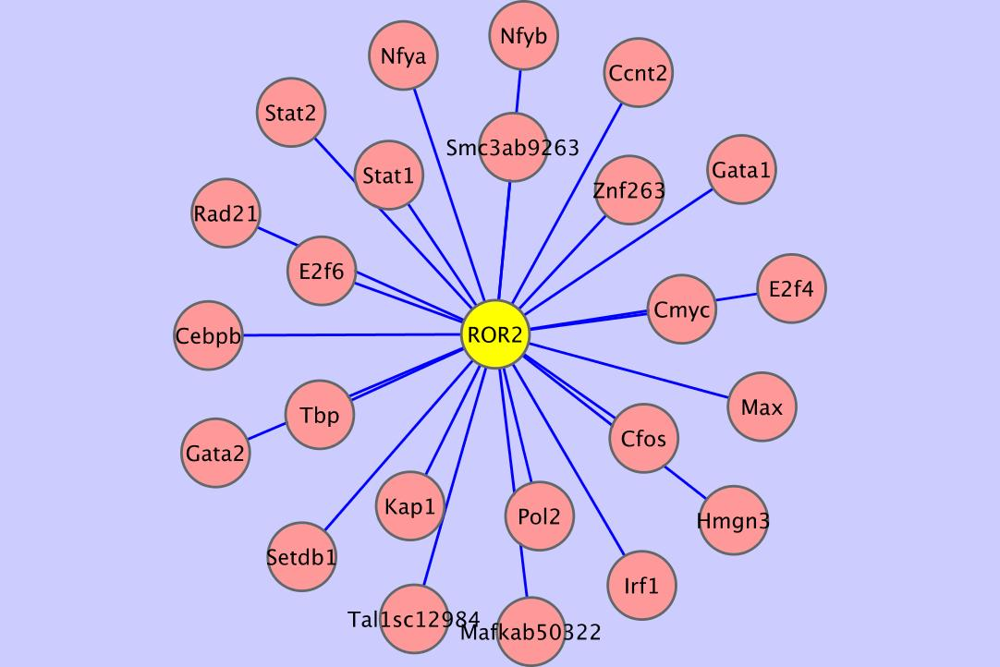 Nfyb
Nfya
Ccnt2
Stat2
Smc3ab9263
Stat1
Znf263
Gata1
Rad21
E2f6
E2f4
Cmyc
Cebpb
ROR2
Max
Tbp
Cfos
Gata2
Kap1
Pol2
Hmgn3
Setdb1
Irf1
Tal1sc12984
Mafkab50322